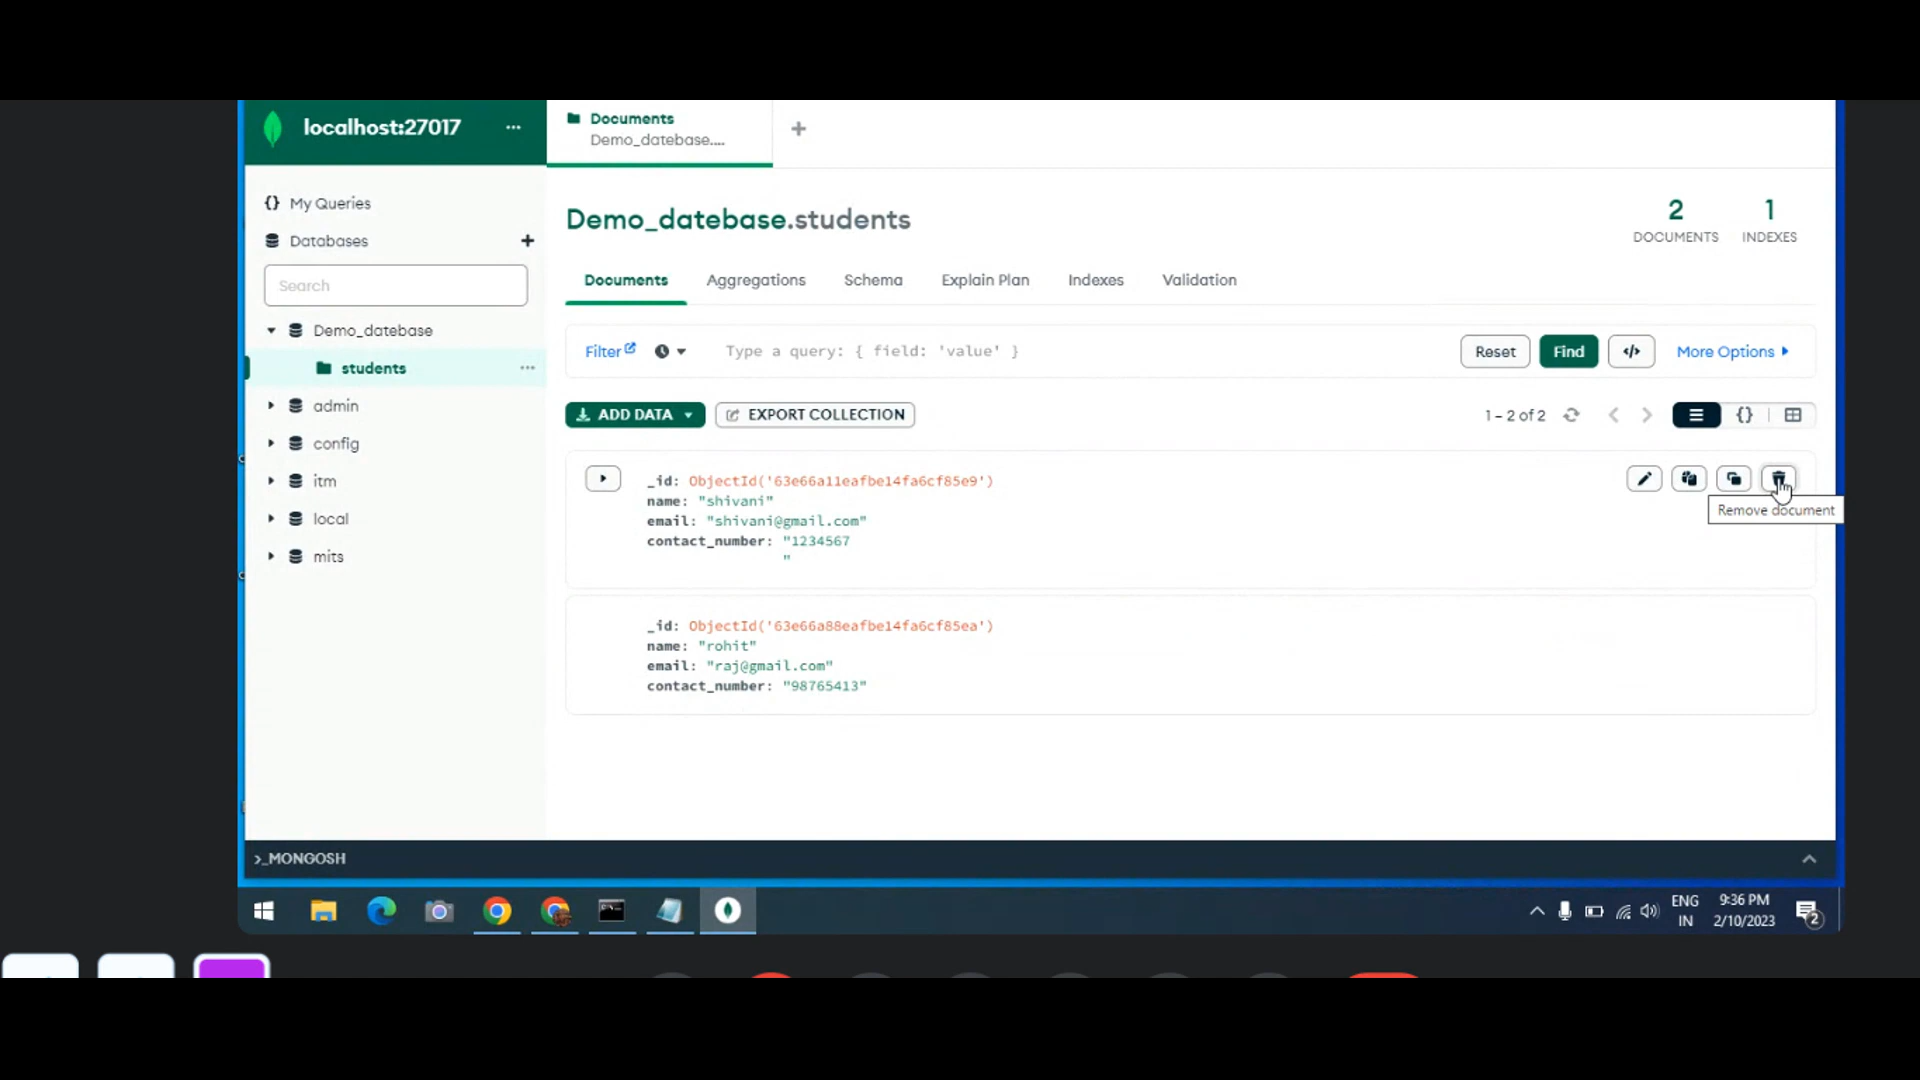 localhost:27017
...
Documents
Demo_datebase....
+
{} My Queries
Databases +
Search
Demo_datebase
students ...
admin
config
itm
local
mits
Demo_datebase.students
2
DOCUMENTS
1
INDEXES
Documents Aggregations Schema Explain Plan Indexes Validation
Filter Type a query: { field: 'value' } Reset Find </> More Options
ADD DATA EXPORT COLLECTION 1 – 2 of 2 {}
_id: ObjectId('63e66a11eafbe14fa6cf85e9')
name: "shivani"
email: "shivani@gmail.com"
contact_number: "1234567
"
Remove document
_id: ObjectId('63e66a88eafbe14fa6cf85ea')
name: "rohit"
email: "raj@gmail.com"
contact_number: "98765413"
>_MONGOSH
ENG
IN
9:36 PM
2/10/2023
2